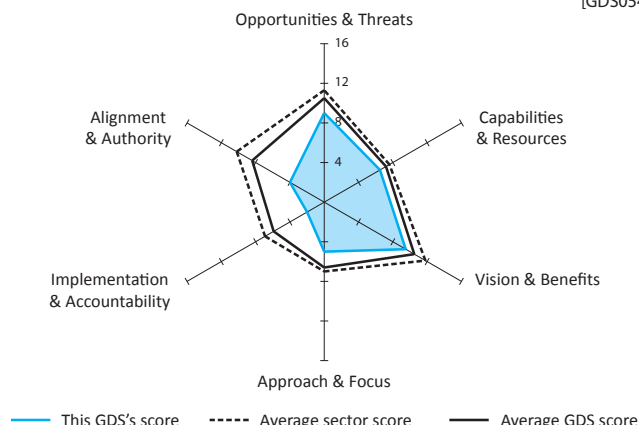 [GDS054
Opportunities & Threats
16
12
8
4
Alignment
& Authority
Capabilities
& Resources
Implementation
& Accountability
Vision & Benefits
Approach & Focus
This GDS's score
Average sector score
Average GDS score